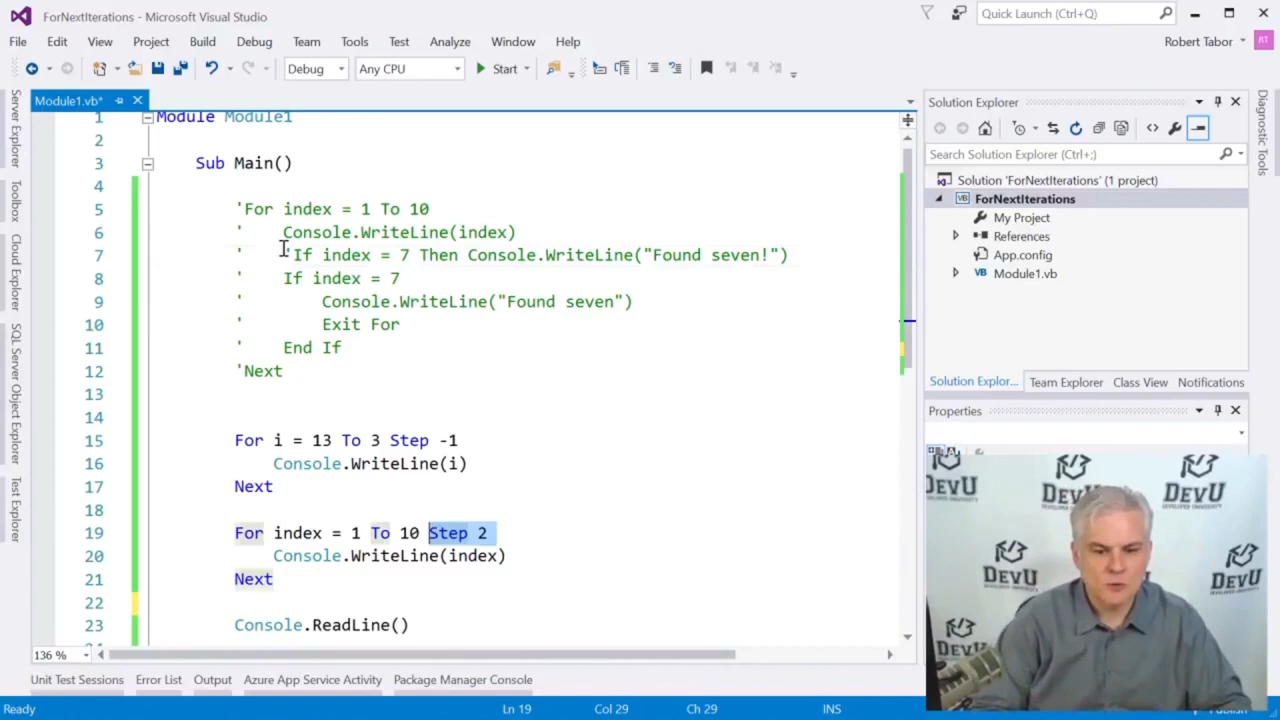 ForNextIterations - Microsoft Visual Studio
Quick Launch (Ctrl+Q)
File Edit View Project Build Debug Team Tools Test Analyze Window Help
Robert Tabor RT
Debug Any CPU Start
Module1.vb*
Server Explorer
Toolbox
Cloud Explorer
SQL Server Object Explorer
Test Explorer
1 Module Module1
2
3 Sub Main()
4
5 'For index = 1 To 10
6 ' Console.WriteLine(index)
7 ' 'If index = 7 Then Console.WriteLine("Found seven!")
8 ' If index = 7
9 ' Console.WriteLine("Found seven")
10 ' Exit For
11 ' End If
12 'Next
13
14
15 For i = 13 To 3 Step -1
16 Console.WriteLine(i)
17 Next
18
19 For index = 1 To 10 Step 2
20 Console.WriteLine(index)
21 Next
22
23 Console.ReadLine()
136 %
Solution Explorer
Search Solution Explorer (Ctrl+;)
Solution 'ForNextIterations' (1 project)
VB ForNextIterations
My Project
References
App.config
VB Module1.vb
Solution Explor... Team Explorer Class View Notifications
Properties
Diagnostic Tools
DEVU DEVU DEVU
DEVU DEVU
Unit Test Sessions Error List Output Azure App Service Activity Package Manager Console
Ready Ln 19 Col 29 Ch 29 INS